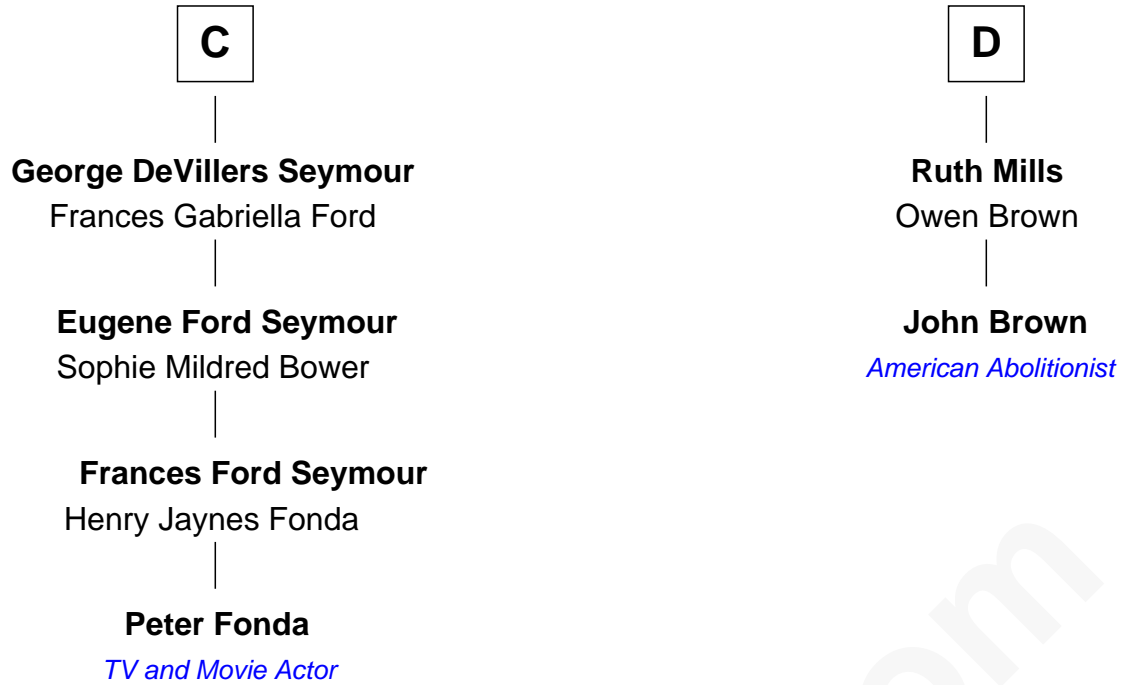 C
George DeVillers Seymour
Frances Gabriella Ford
Eugene Ford Seymour
Sophie Mildred Bower
Frances Ford Seymour
Henry Jaynes Fonda
Peter Fonda
TV and Movie Actor
D
Ruth Mills
Owen Brown
John Brown
American Abolitionist
om